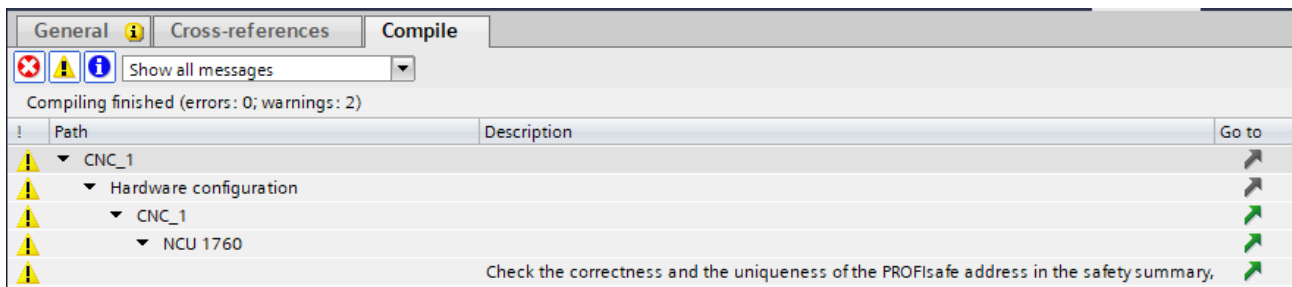 General Cross-references Compile
Show all messages
Compiling finished (errors: 0; warnings: 2)
! Path Description Go to
CNC_1
Hardware configuration
CNC_1
NCU 1760
Check the correctness and the uniqueness of the PROFIsafe address in the safety summary,